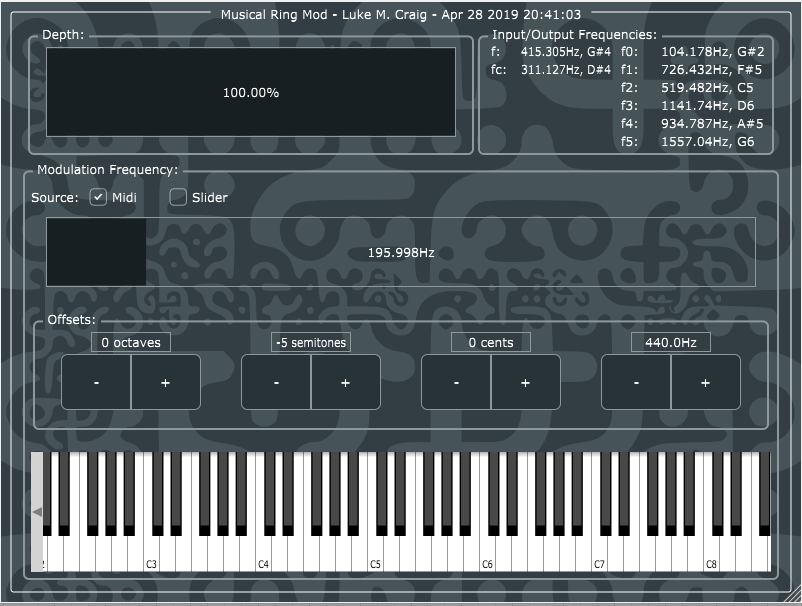 Musical Ring Mod - Luke M. Craig - Apr 28 2019 20:41:03
Depth:
100.00%
Input/Output Frequencies:
f: 415.305Hz, G#4 f0: 104.178Hz, G#2
fc: 311.127Hz, D#4 f1: 726.432Hz, F#5
f2: 519.482Hz, C5
f3: 1141.74Hz, D6
f4: 934.787Hz, A#5
f5: 1557.04Hz, G6
Modulation Frequency:
Source: Midi Slider
195.998Hz
Offsets:
0 octaves -5 semitones 0 cents 440.0Hz
- + - + - + - +
C3 C4 C5 C6 C7 C8